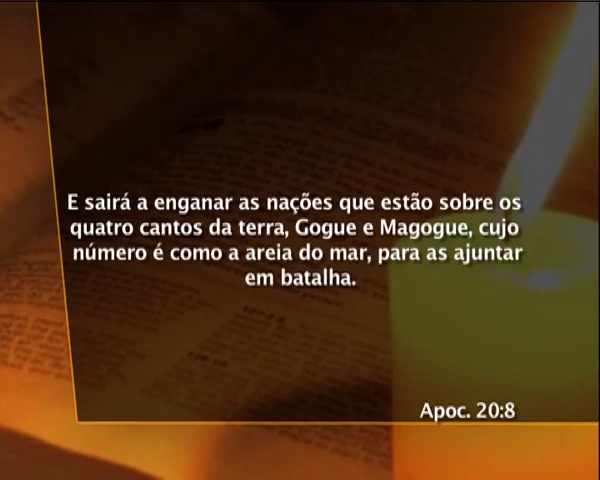 E sairá a enganar as nações que estão sobre os
quatro cantos da terra, Gogue e Magogue, cujo
número é como a areia do mar, para as ajuntar
em batalha.
Apoc. 20:8